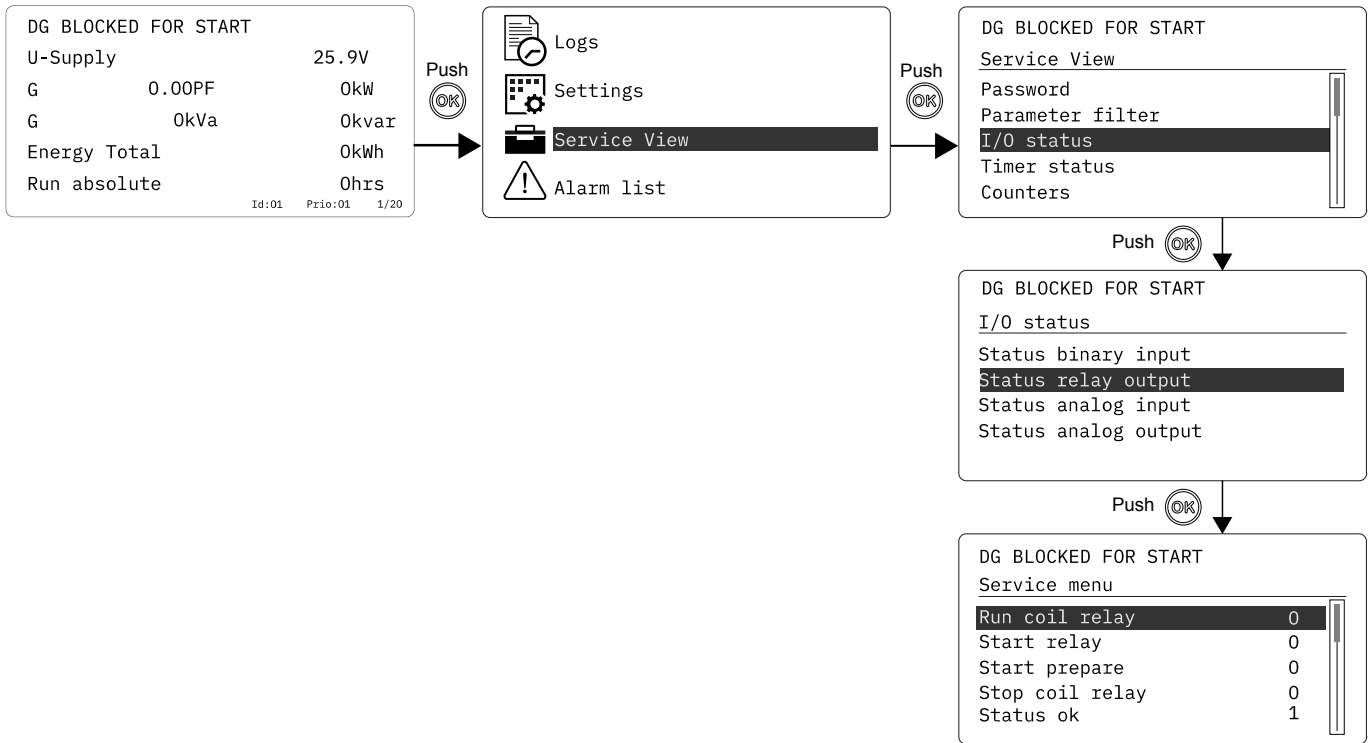 DG BLOCKED FOR START
U-Supply 25.9V
G 0.00PF 0kW
G 0kVa 0kvar
Energy Total 0kWh
Run absolute 0hrs
Id:01 Prio:01 1/20
Push
OK
Logs
Settings
Service View
Alarm list
Push
OK
DG BLOCKED FOR START
Service View
Password
Parameter filter
I/O status
Timer status
Counters
Push OK
DG BLOCKED FOR START
I/O status
Status binary input
Status relay output
Status analog input
Status analog output
Push OK
DG BLOCKED FOR START
Service menu
Run coil relay 0
Start relay 0
Start prepare 0
Stop coil relay 0
Status ok 1